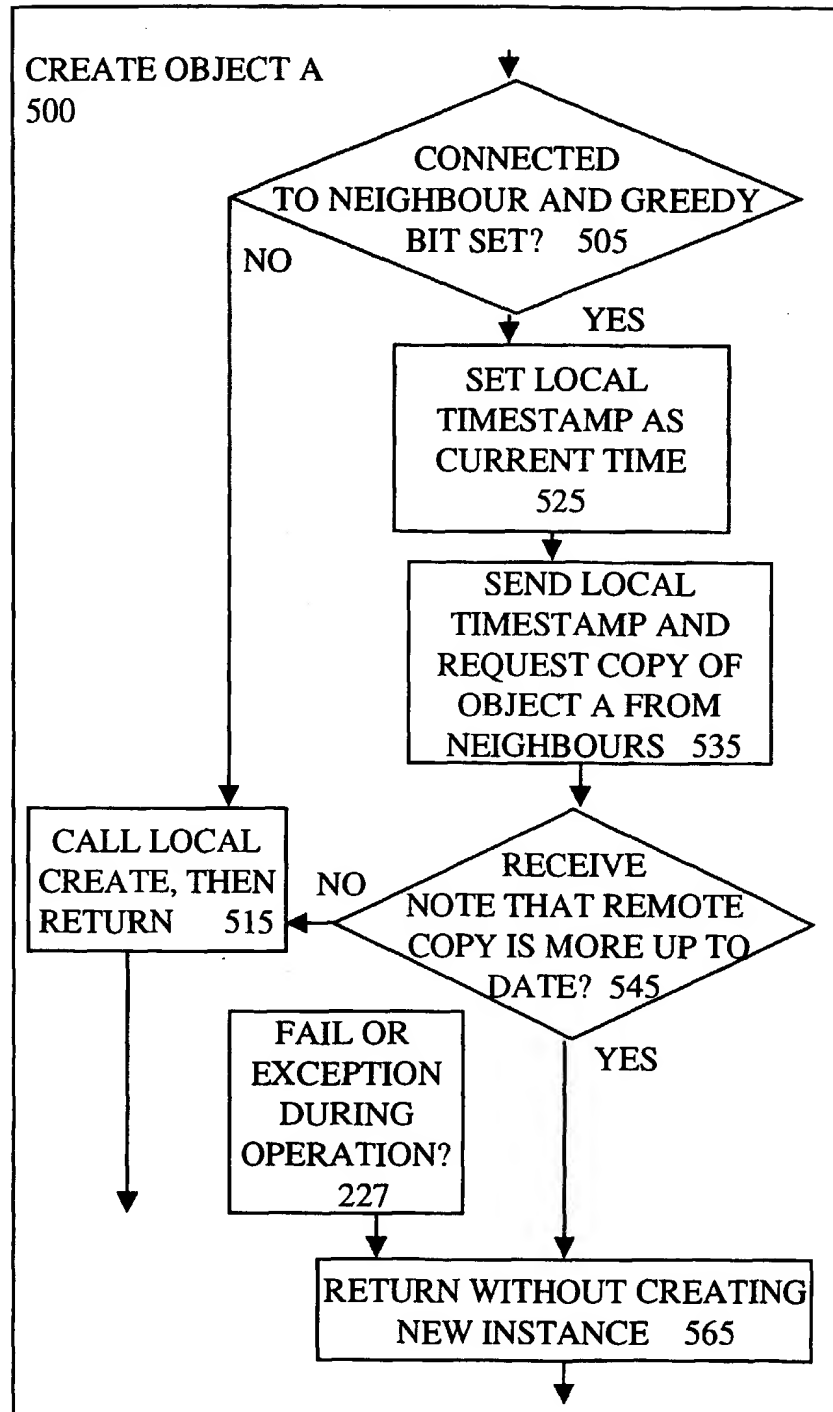 CREATE OBJECT A
500
CONNECTED
TO NEIGHBOUR AND GREEDY
BIT SET? 505
NO
YES
SET LOCAL
TIMESTAMP AS
CURRENT TIME
525
SEND LOCAL
TIMESTAMP AND
REQUEST COPY OF
OBJECT A FROM
NEIGHBOURS 535
CALL LOCAL
CREATE, THEN
RETURN 515
NO
RECEIVE
NOTE THAT REMOTE
COPY IS MORE UP TO
DATE? 545
YES
FAIL OR
EXCEPTION
DURING
OPERATION?
227
RETURN WITHOUT CREATING
NEW INSTANCE 565